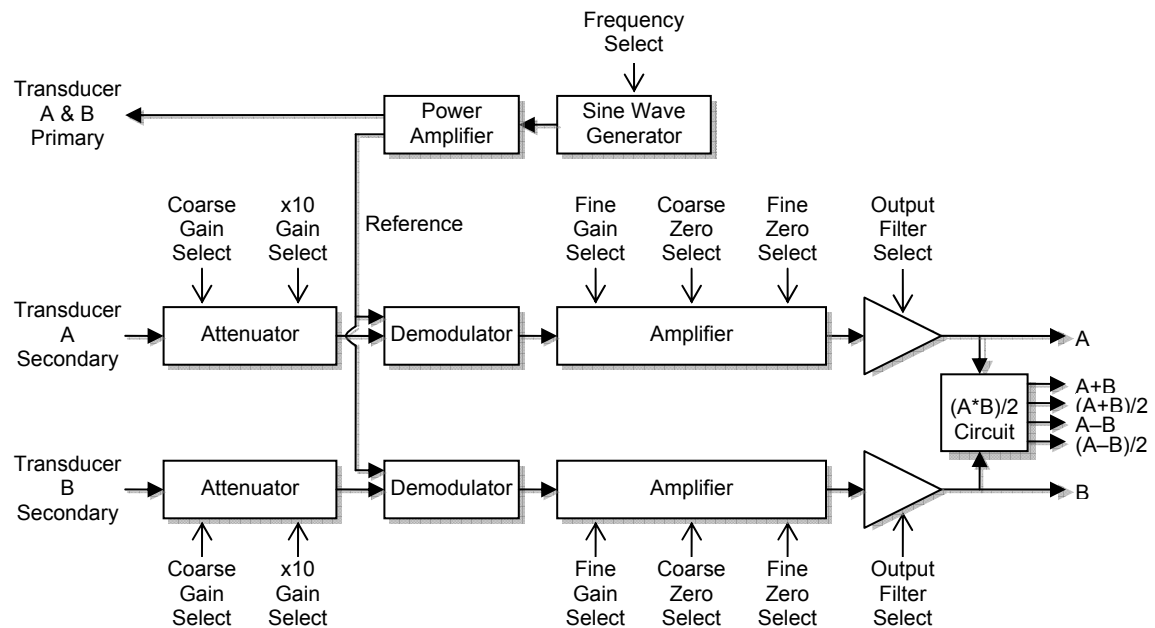 Frequency
Select
Transducer
A & B
Primary
Power
Amplifier
Sine Wave
Generator
Coarse
Gain
Select
x10
Gain
Select
Reference
Fine
Gain
Select
Coarse
Zero
Select
Fine
Zero
Select
Output
Filter
Select
Transducer
A
Secondary
Attenuator
Demodulator
Amplifier
A
(A*B)/2
Circuit
A+B
(A+B)/2
A–B
(A–B)/2
Transducer
B
Secondary
Attenuator
Demodulator
Amplifier
B
Coarse
Gain
Select
x10
Gain
Select
Fine
Gain
Select
Coarse
Zero
Select
Fine
Zero
Select
Output
Filter
Select